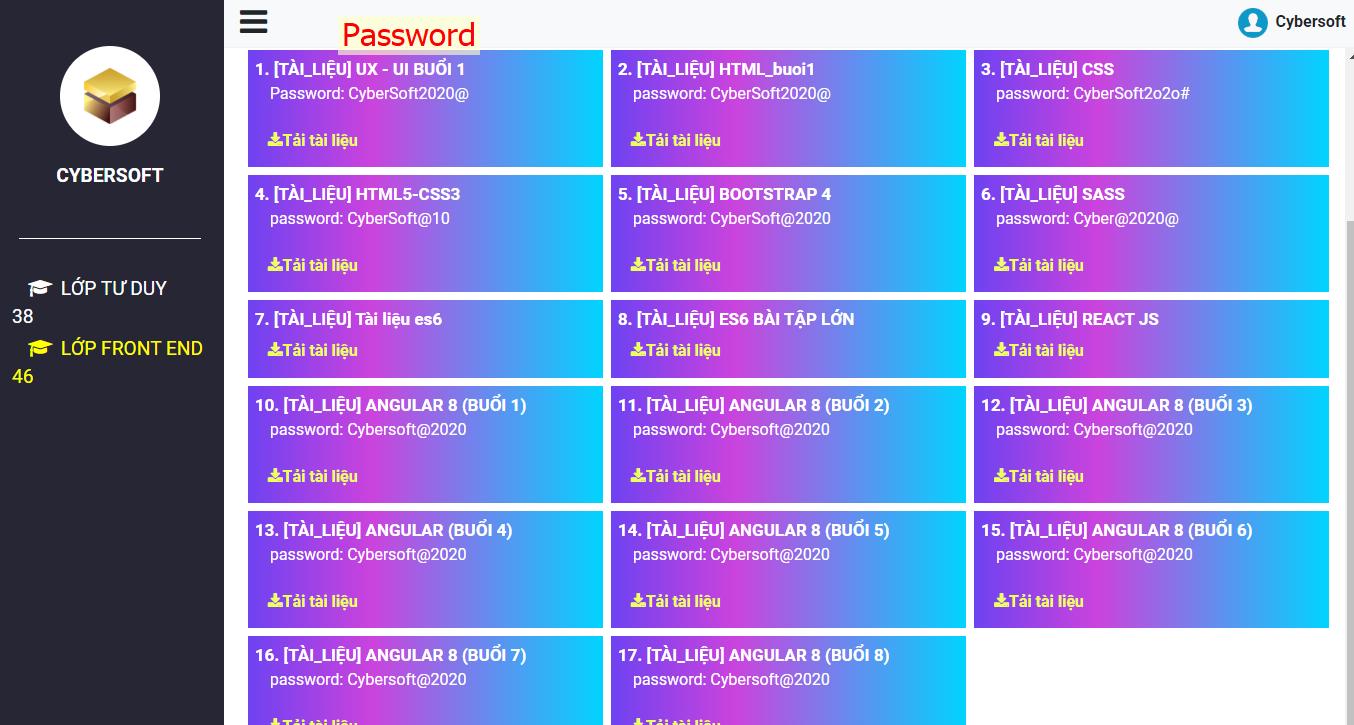 Password
Cybersoft
CYBERSOFT
LỚP TƯ DUY
38
LỚP FRONT END
46
1. [TÀI_LIỆU] UX - UI BUỔI 1
Password: CyberSoft2020@
Tải tài liệu
2. [TÀI_LIỆU] HTML_buoi1
password: CyberSoft2020@
Tải tài liệu
3. [TÀI_LIỆU] CSS
password: CyberSoft2o2o#
Tải tài liệu
4. [TÀI_LIỆU] HTML5-CSS3
password: CyberSoft@10
Tải tài liệu
5. [TÀI_LIỆU] BOOTSTRAP 4
password: CyberSoft@2020
Tải tài liệu
6. [TÀI_LIỆU] SASS
password: Cyber@2020@
Tải tài liệu
7. [TÀI_LIỆU] Tài liệu es6
Tải tài liệu
8. [TÀI_LIỆU] ES6 BÀI TẬP LỚN
Tải tài liệu
9. [TÀI_LIỆU] REACT JS
Tải tài liệu
10. [TÀI_LIỆU] ANGULAR 8 (BUỔI 1)
password: Cybersoft@2020
Tải tài liệu
11. [TÀI_LIỆU] ANGULAR 8 (BUỔI 2)
password: Cybersoft@2020
Tải tài liệu
12. [TÀI_LIỆU] ANGULAR 8 (BUỔI 3)
password: Cybersoft@2020
Tải tài liệu
13. [TÀI_LIỆU] ANGULAR (BUỔI 4)
password: Cybersoft@2020
Tải tài liệu
14. [TÀI_LIỆU] ANGULAR 8 (BUỔI 5)
password: Cybersoft@2020
Tải tài liệu
15. [TÀI_LIỆU] ANGULAR 8 (BUỔI 6)
password: Cybersoft@2020
Tải tài liệu
16. [TÀI_LIỆU] ANGULAR 8 (BUỔI 7)
password: Cybersoft@2020
Tải tài liệu
17. [TÀI_LIỆU] ANGULAR 8 (BUỔI 8)
password: Cybersoft@2020
Tải tài liệu